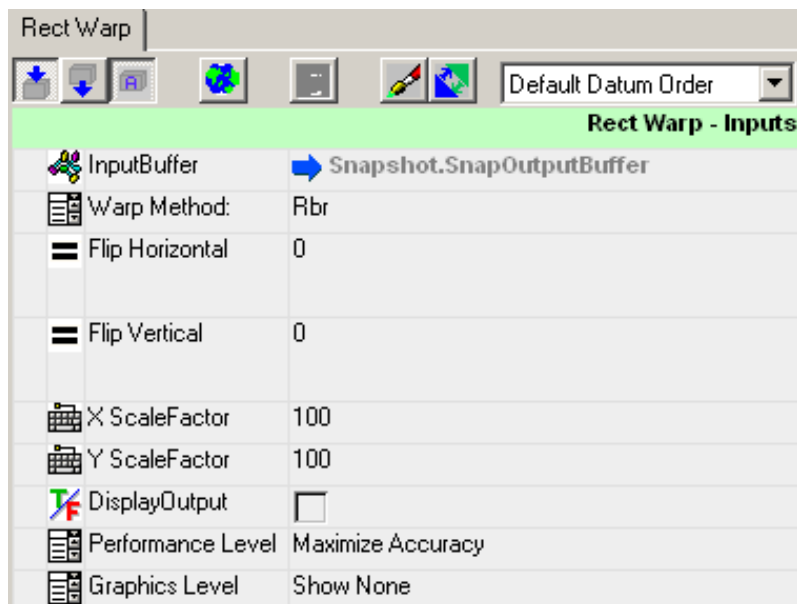 Rect Warp
Default Datum Order
Rect Warp - Inputs
InputBuffer Snapshot.SnapOutputBuffer
Warp Method: Rbr
Flip Horizontal 0
Flip Vertical 0
X ScaleFactor 100
Y ScaleFactor 100
DisplayOutput
Performance Level Maximize Accuracy
Graphics Level Show None